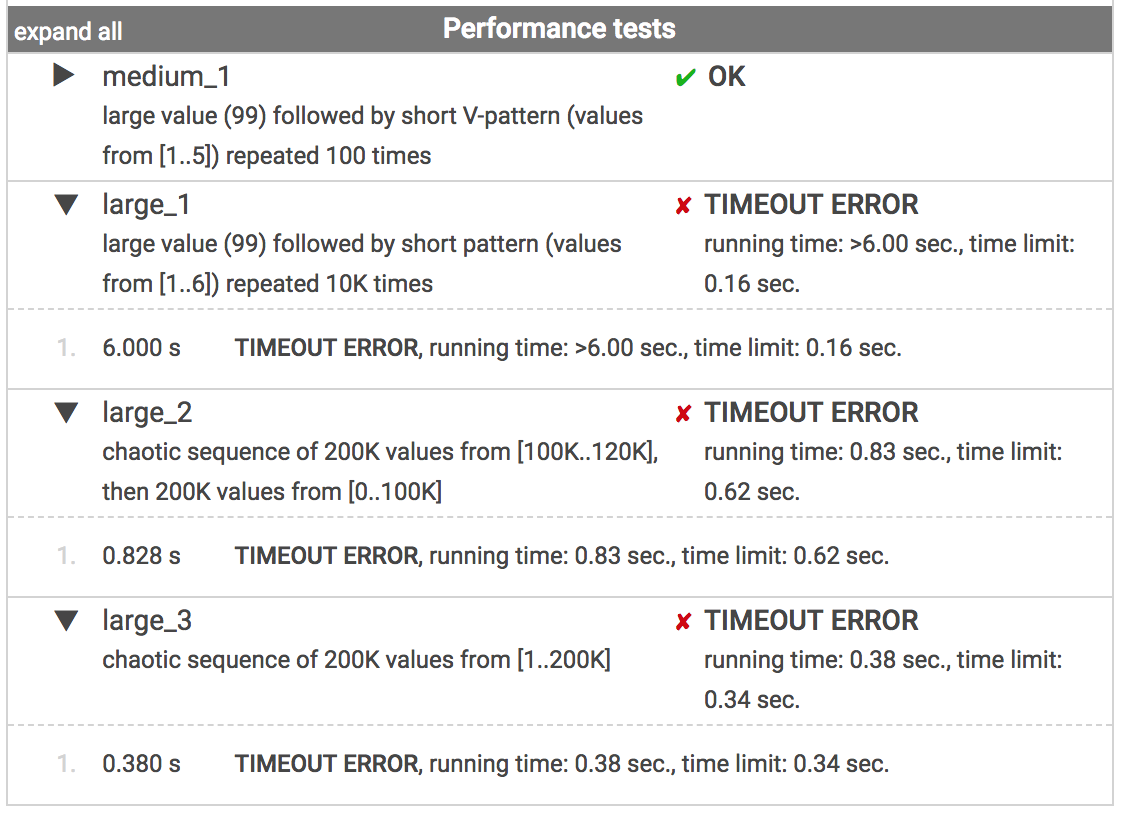 expand all Performance tests
medium_1 ✔ OK
large value (99) followed by short V-pattern (values
from [1..5]) repeated 100 times
large_1 ✘ TIMEOUT ERROR
large value (99) followed by short pattern (values running time: >6.00 sec., time limit:
from [1..6]) repeated 10K times 0.16 sec.
1. 6.000 s TIMEOUT ERROR, running time: >6.00 sec., time limit: 0.16 sec.
large_2 ✘ TIMEOUT ERROR
chaotic sequence of 200K values from [100K..120K], running time: 0.83 sec., time limit:
then 200K values from [0..100K] 0.62 sec.
1. 0.828 s TIMEOUT ERROR, running time: 0.83 sec., time limit: 0.62 sec.
large_3 ✘ TIMEOUT ERROR
chaotic sequence of 200K values from [1..200K] running time: 0.38 sec., time limit:
0.34 sec.
1. 0.380 s TIMEOUT ERROR, running time: 0.38 sec., time limit: 0.34 sec.